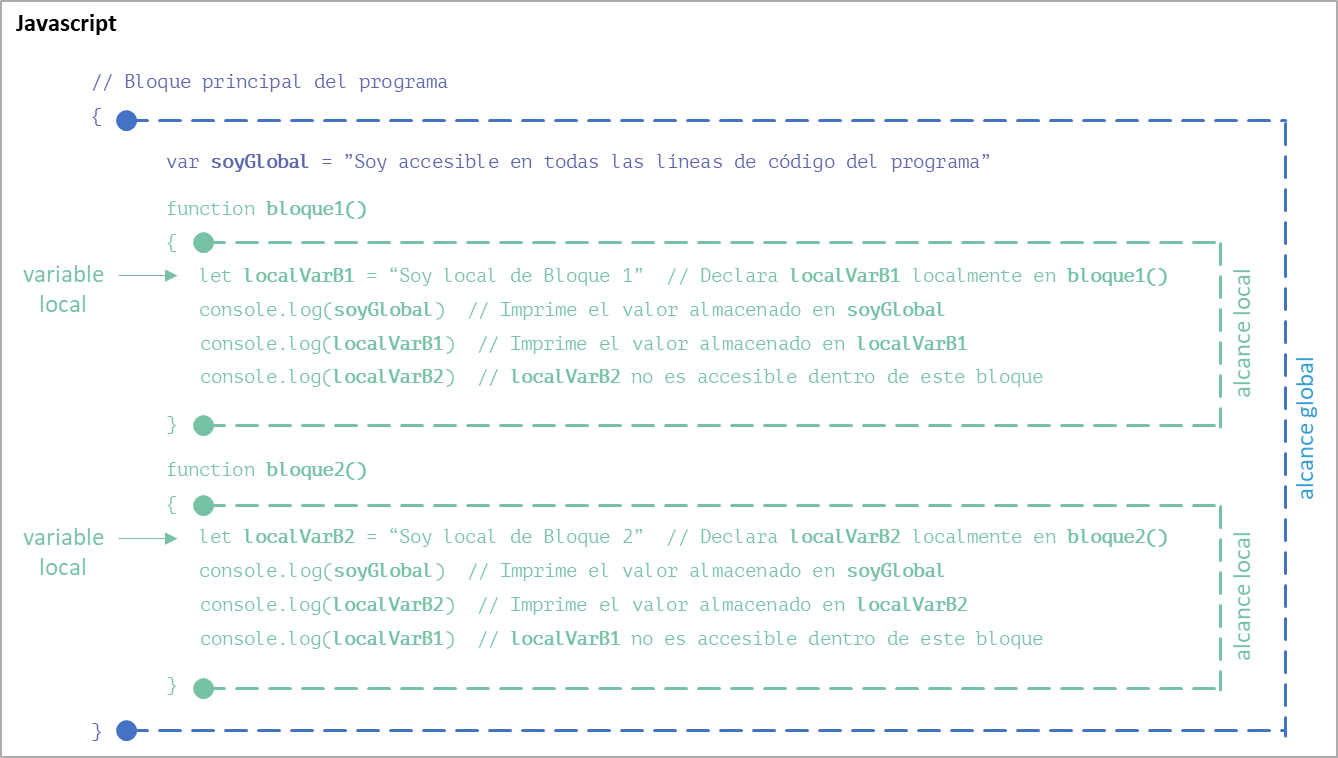 Javascript
// Bloque principal del programa
{
var soyGlobal = ”Soy accesible en todas las líneas de código del programa”
function bloque1()
{
variable local
let localVarB1 = “Soy local de Bloque 1” // Declara localVarB1 localmente en bloque1()
console.log(soyGlobal) // Imprime el valor almacenado en soyGlobal
console.log(localVarB1) // Imprime el valor almacenado en localVarB1
console.log(localVarB2) // localVarB2 no es accesible dentro de este bloque
}
alcance local
function bloque2()
{
variable local
let localVarB2 = “Soy local de Bloque 2” // Declara localVarB2 localmente en bloque2()
console.log(soyGlobal) // Imprime el valor almacenado en soyGlobal
console.log(localVarB2) // Imprime el valor almacenado en localVarB2
console.log(localVarB1) // localVarB1 no es accesible dentro de este bloque
}
alcance local
}
alcance global